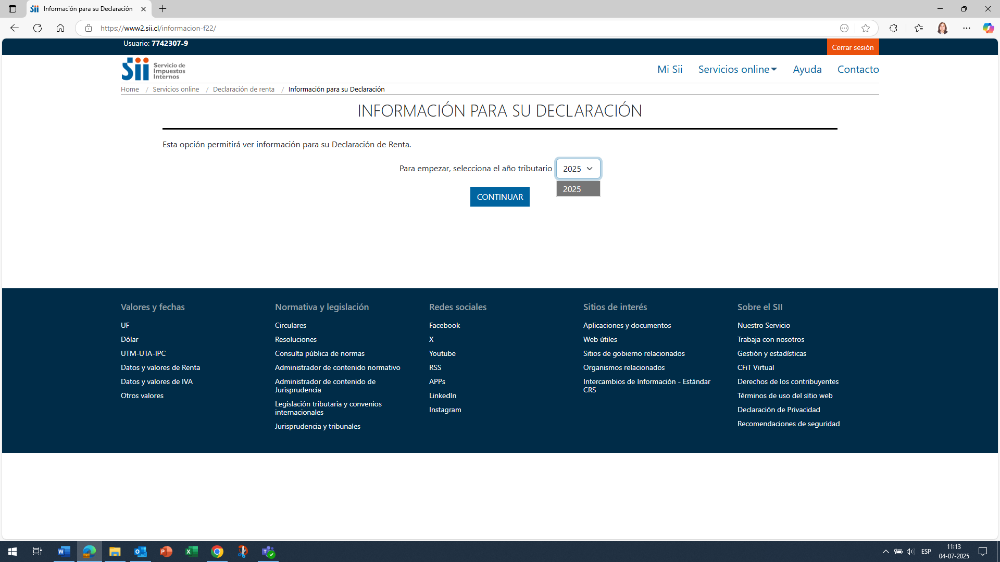 Información para su Declaración
https://www2.sii.cl/informacion-f22/
Usuario: 7742307-9
Cerrar sesión
Sii Servicio de
Impuestos
Internos
Mi Sii
Servicios online
Ayuda
Contacto
Home / Servicios online / Declaración de renta / Información para su Declaración
INFORMACIÓN PARA SU DECLARACIÓN
Esta opción permitirá ver información para su Declaración de Renta.
Para empezar, selecciona el año tributario 2025
2025
CONTINUAR
Valores y fechas
UF
Dólar
UTM-UTA-IPC
Datos y valores de Renta
Datos y valores de IVA
Otros valores
Normativa y legislación
Circulares
Resoluciones
Consulta pública de normas
Administrador de contenido normativo
Administrador de contenido de
Jurisprudencia
Legislación tributaria y convenios
internacionales
Jurisprudencia y tribunales
Redes sociales
Facebook
X
Youtube
RSS
APPs
LinkedIn
Instagram
Sitios de interés
Aplicaciones y documentos
Web útiles
Sitios de gobierno relacionados
Organismos relacionados
Intercambios de Información - Estándar
CRS
Sobre el SII
Nuestro Servicio
Trabaja con nosotros
Gestión y estadísticas
CFiT Virtual
Derechos de los contribuyentes
Términos de uso del sitio web
Declaración de Privacidad
Recomendaciones de seguridad
ESP
11:13
04-07-2025